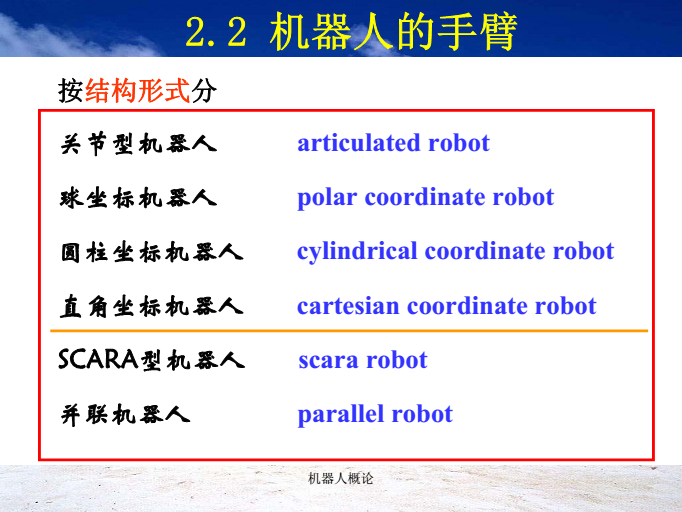 2.2 机器人的手臂
按结构形式分
关节型机器人 articulated robot
球坐标机器人 polar coordinate robot
圆柱坐标机器人 cylindrical coordinate robot
直角坐标机器人 cartesian coordinate robot
SCARA型机器人 scara robot
并联机器人 parallel robot
机器人概论